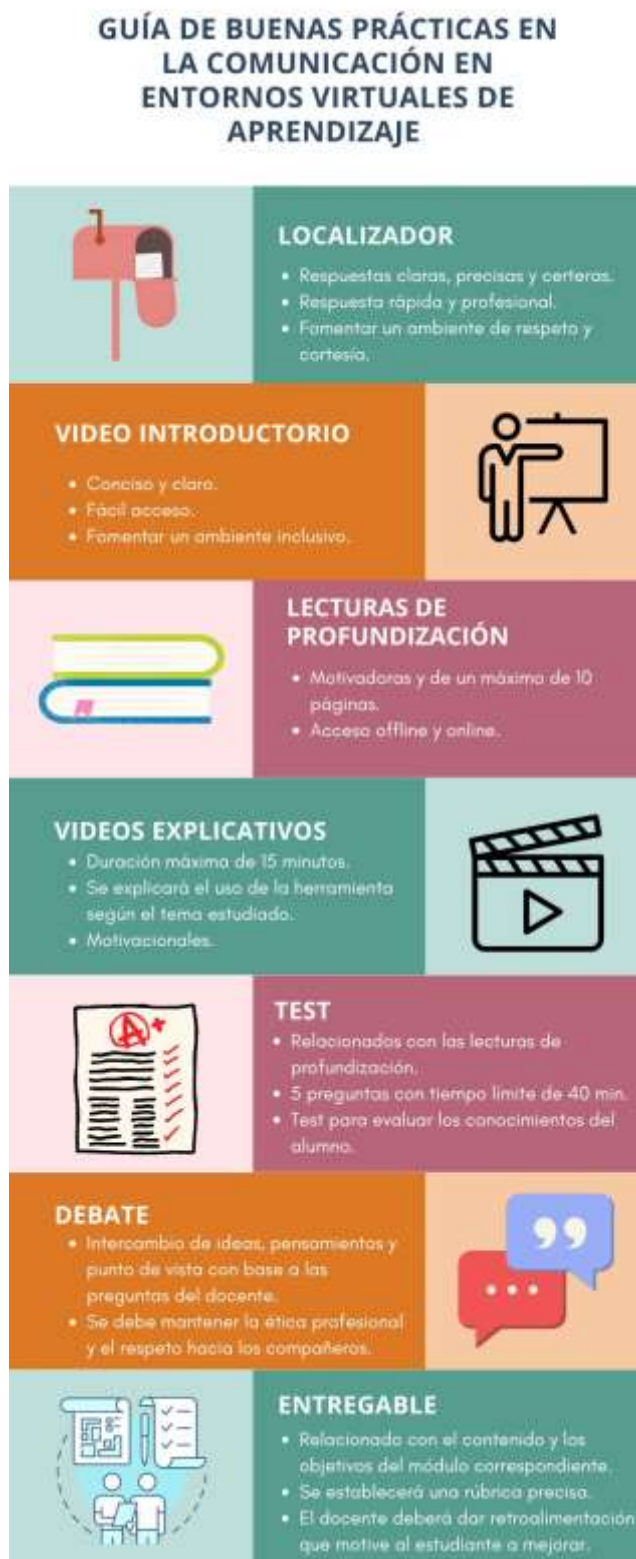 GUÍA DE BUENAS PRÁCTICAS EN
LA COMUNICACIÓN EN
ENTORNOS VIRTUALES DE
APRENDIZAJE
LOCALIZADOR
• Respuestas claras, precisas y certeras.
• Respuesta rápida y profesional.
• Fomentar un ambiente de respeto y
cortesía.
VIDEO INTRODUCTORIO
• Conciso y claro.
• Fácil acceso.
• Fomentar un ambiente inclusivo.
LECTURAS DE
PROFUNDIZACIÓN
• Motivadoras y de un máximo de 10
páginas.
• Acceso offline y online.
VIDEOS EXPLICATIVOS
• Duración máxima de 15 minutos.
• Se explicará el uso de la herramienta
según el tema estudiado.
• Motivacionales.
A+
TEST
• Relacionados con las lecturas de
profundización.
• 5 preguntas con tiempo límite de 40 min.
• Test para evaluar los conocimientos del
alumno.
DEBATE
• Intercambio de ideas, pensamientos y
punto de vista con base a las
preguntas del docente.
• Se debe mantener la ética profesional
y el respeto hacia los compañeros.
ENTREGABLE
• Relacionado con el contenido y los
objetivos del módulo correspondiente.
• Se establecerá una rúbrica precisa.
• El docente deberá dar retroalimentación
que motive al estudiante a mejorar.